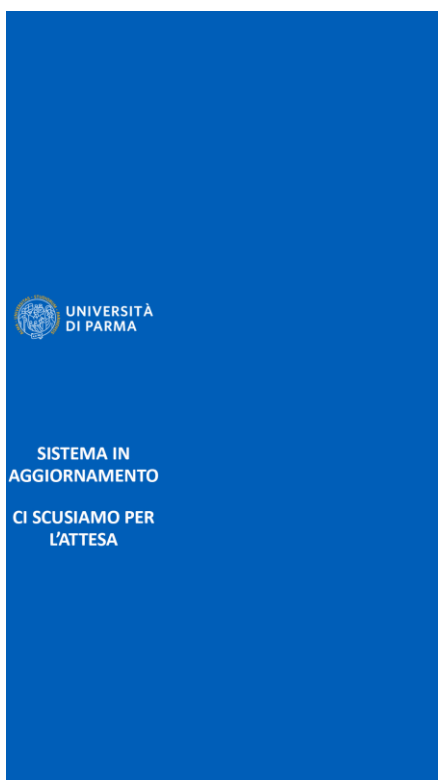 UNIVERSITÀ
DI PARMA
SISTEMA IN
AGGIORNAMENTO
CI SCUSIAMO PER
L'ATTESA